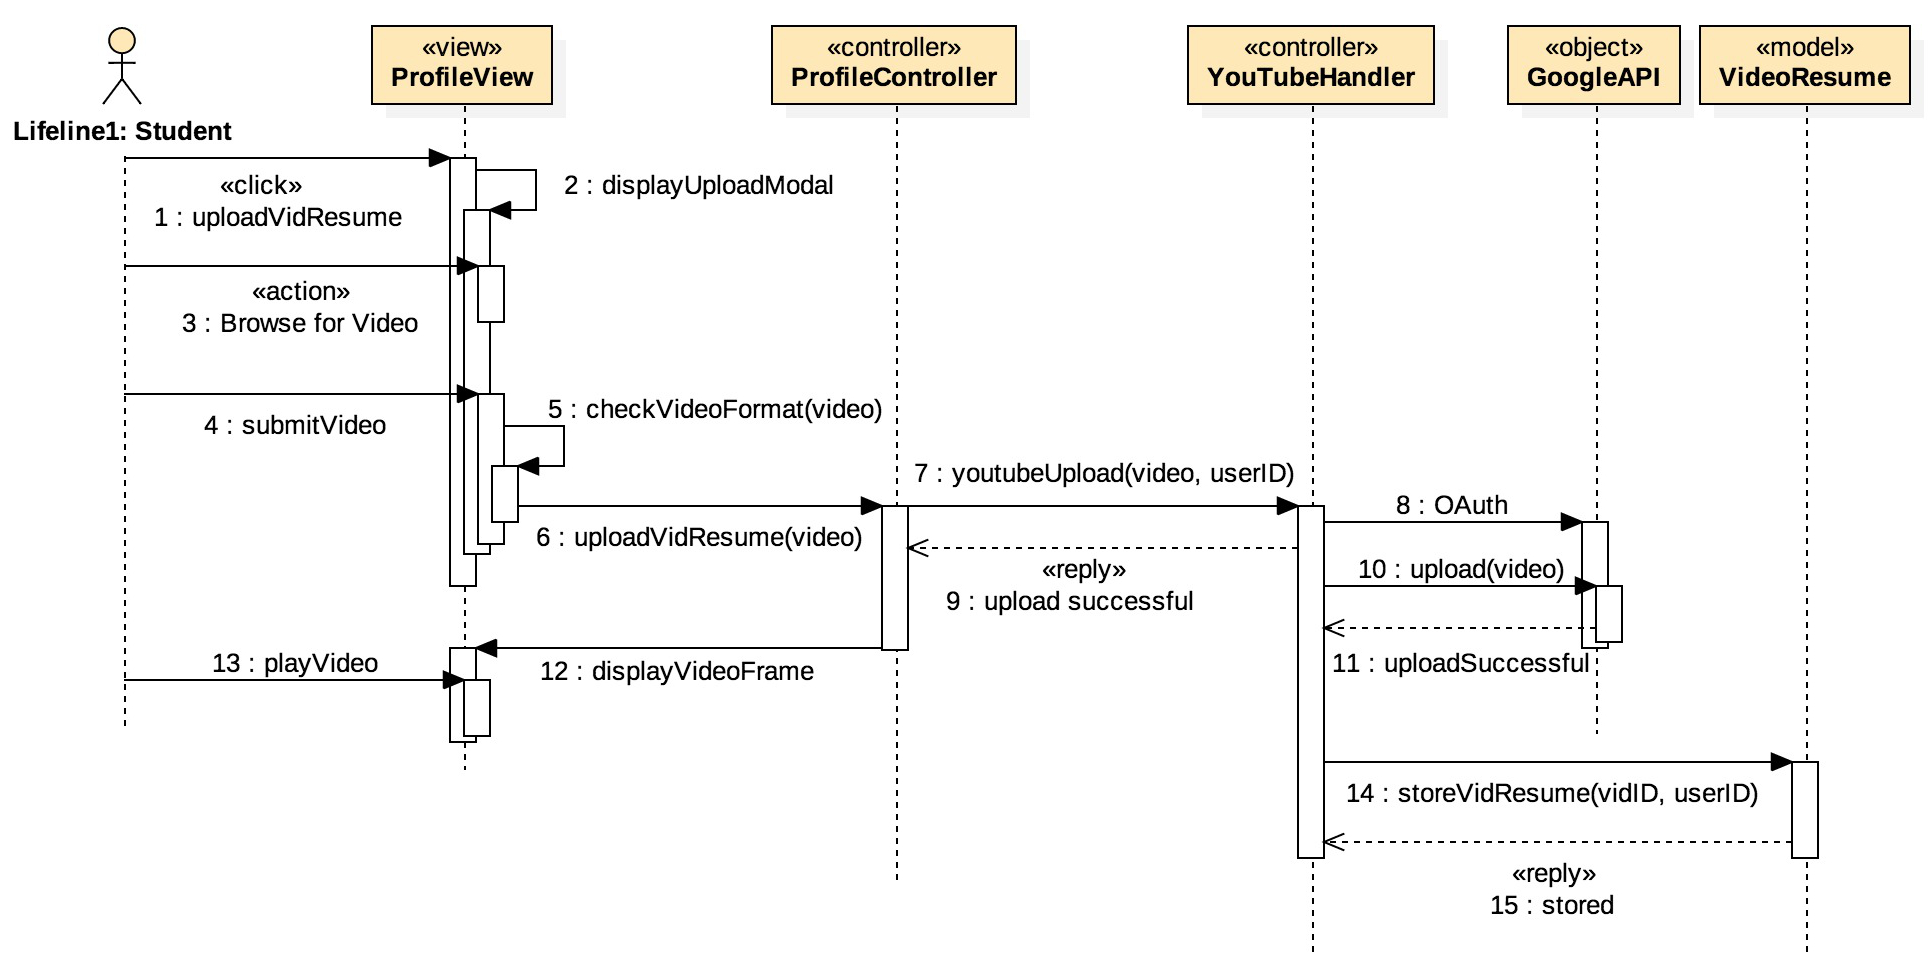 «view»
ProfileView
«controller»
ProfileController
«controller»
YouTubeHandler
«object»
GoogleAPI
«model»
VideoResume
Lifeline1: Student
«click»
1 : uploadVidResume
2 : displayUploadModal
«action»
3 : Browse for Video
4 : submitVideo
5 : checkVideoFormat(video)
6 : uploadVidResume(video)
7 : youtubeUpload(video, userID)
8 : OAuth
«reply»
9 : upload successful
10 : upload(video)
11 : uploadSuccessful
12 : displayVideoFrame
13 : playVideo
14 : storeVidResume(vidID, userID)
«reply»
15 : stored